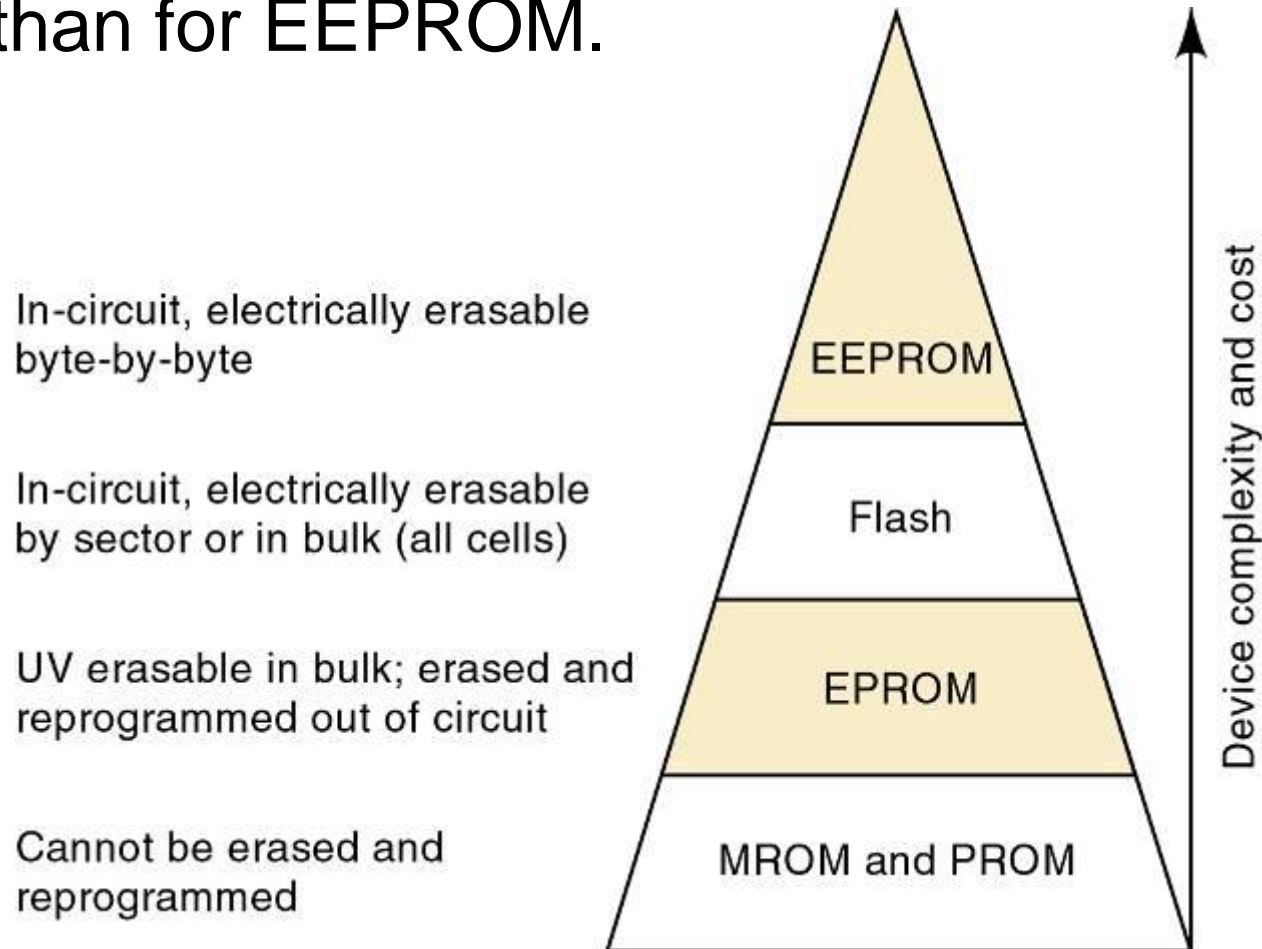 than for EEPROM.
In-circuit, electrically erasable
byte-by-byte
EEPROM
In-circuit, electrically erasable
by sector or in bulk (all cells)
Flash
UV erasable in bulk; erased and
reprogrammed out of circuit
EPROM
Cannot be erased and
reprogrammed
MROM and PROM
Device complexity and cost